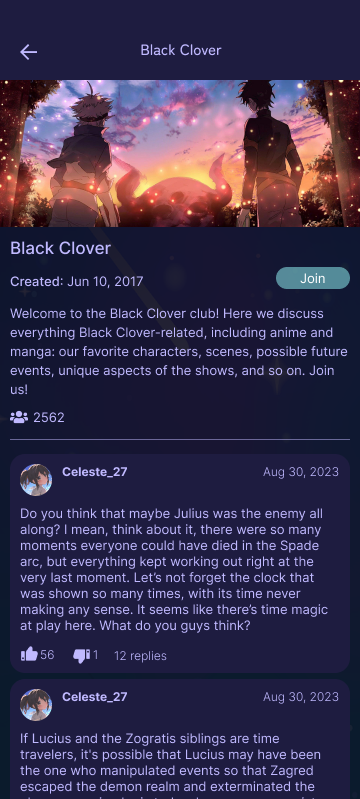 Black Clover
Black Clover
Created: Jun 10, 2017
Join
Welcome to the Black Clover club! Here we discuss
everything Black Clover-related, including anime and
manga: our favorite characters, scenes, possible future
events, unique aspects of the shows, and so on. Join
us!
2562
Celeste_27
Aug 30, 2023
Do you think that maybe Julius was the enemy all
along? I mean, think about it, there were so many
moments everyone could have died in the Spade
arc, but everything kept working out right at the
very last moment. Let’s not forget the clock that
was shown so many times, with its time never
making any sense. It seems like there’s time magic
at play here. What do you guys think?
56
1
12 replies
Celeste_27
Aug 30, 2023
If Lucius and the Zogratis siblings are time
travelers, it's possible that Lucius may have been
the one who manipulated events so that Zagred
escaped the demon realm and exterminated the